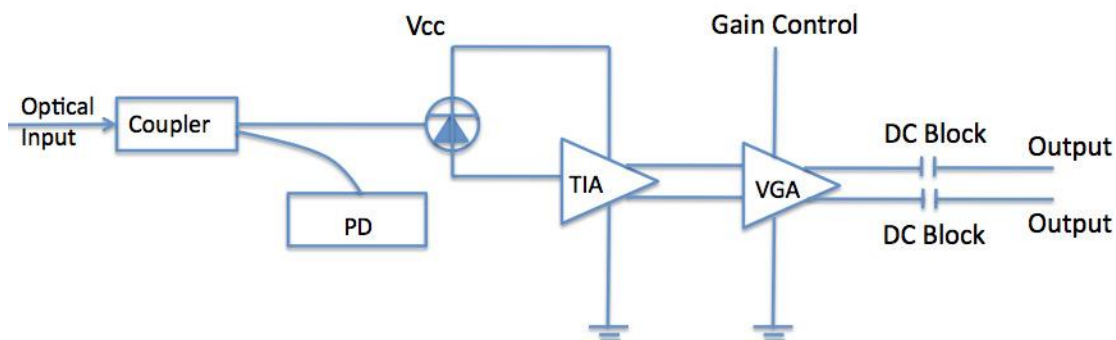 Vcc
Gain Control
Optical
Input
Coupler
DC Block
Output
TIA
VGA
PD
DC Block
Output